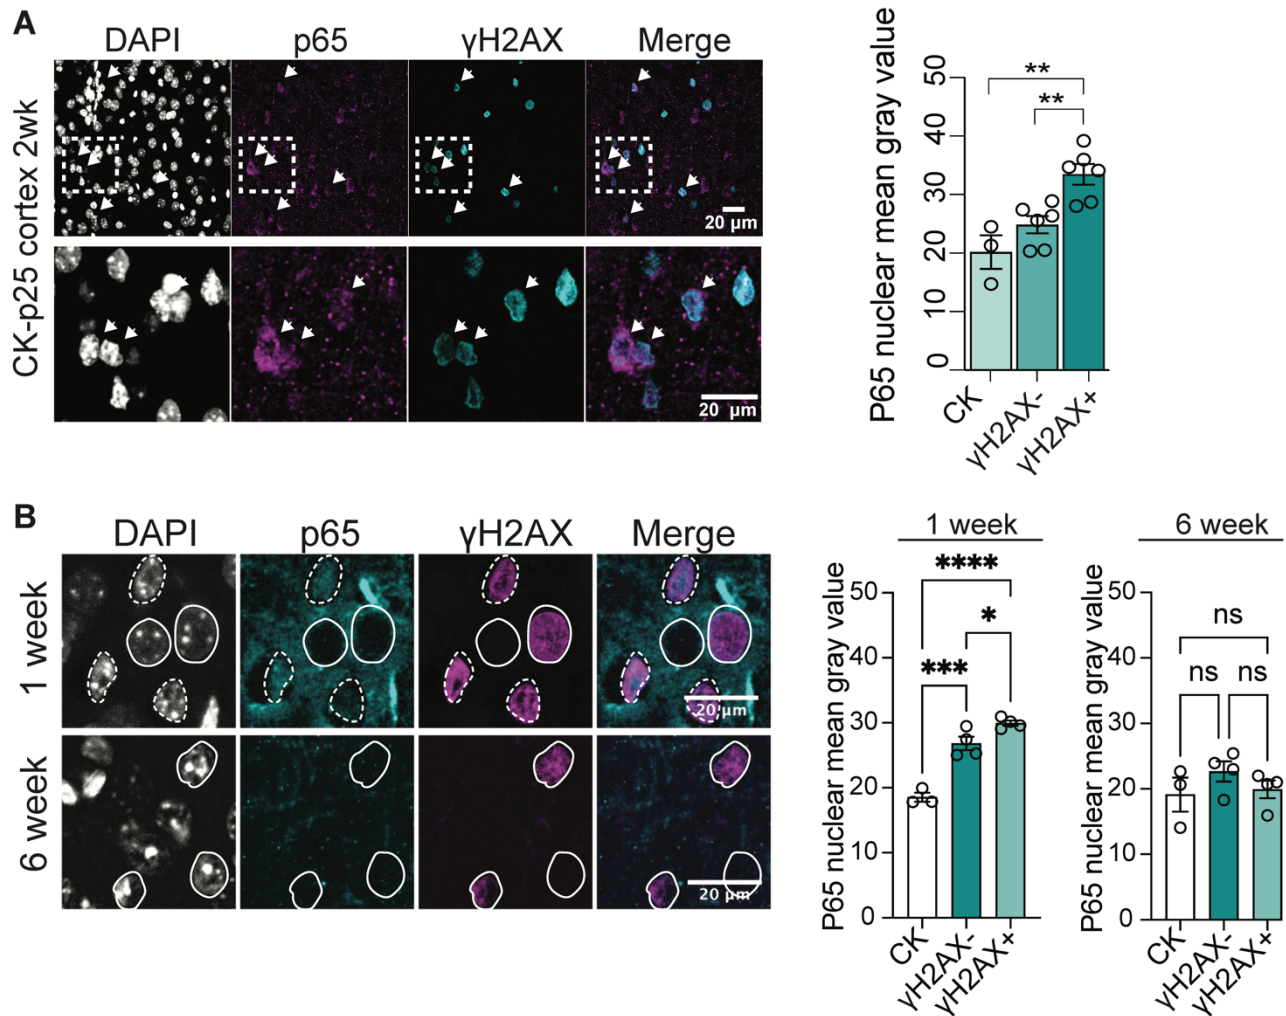 A
DAPI p65 γH2AX Merge
CK-p25 cortex 2wk
20 μm
20 μm
P65 nuclear mean gray value
50
40
30
20
10
0
** 
**
CK γH2AX- γH2AX+
B
DAPI p65 γH2AX Merge
1 week
20 μm
6 week
20 μm
1 week
P65 nuclear mean gray value
50
40
30
20
10
0
****
*
***
CK γH2AX- γH2AX+
6 week
P65 nuclear mean gray value
50
40
30
20
10
0
ns
ns ns
CK γH2AX- γH2AX+